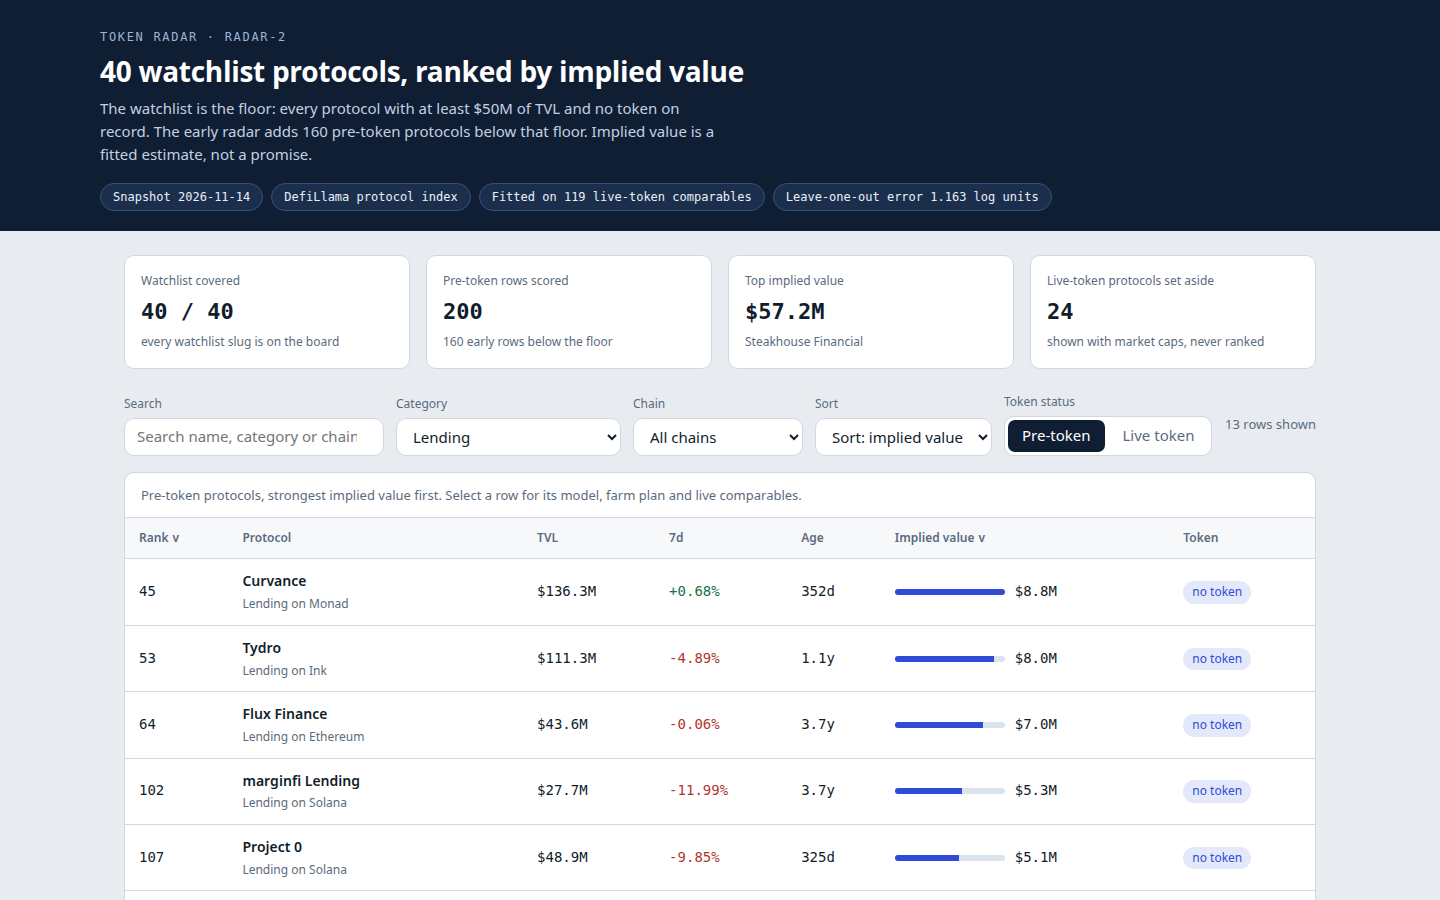 TOKEN RADAR · RADAR-2
40 watchlist protocols, ranked by implied value
The watchlist is the floor: every protocol with at least $50M of TVL and no token on
record. The early radar adds 160 pre-token protocols below that floor. Implied value is a
fitted estimate, not a promise.
Snapshot 2026-11-14 DefiLlama protocol index Fitted on 119 live-token comparables Leave-one-out error 1.163 log units
Watchlist covered
40 / 40
every watchlist slug is on the board
Pre-token rows scored
200
160 early rows below the floor
Top implied value
$57.2M
Steakhouse Financial
Live-token protocols set aside
24
shown with market caps, never ranked
Search Category Chain Sort Token status
Search name, category or chain Lending All chains Sort: implied value Pre-token Live token 13 rows shown
Pre-token protocols, strongest implied value first. Select a row for its model, farm plan and live comparables.
Rank v Protocol TVL 7d Age Implied value v Token
45 Curvance $136.3M +0.68% 352d $8.8M no token
Lending on Monad
53 Tydro $111.3M -4.89% 1.1y $8.0M no token
Lending on Ink
64 Flux Finance $43.6M -0.06% 3.7y $7.0M no token
Lending on Ethereum
102 marginfi Lending $27.7M -11.99% 3.7y $5.3M no token
Lending on Solana
107 Project 0 $48.9M -9.85% 325d $5.1M no token
Lending on Solana